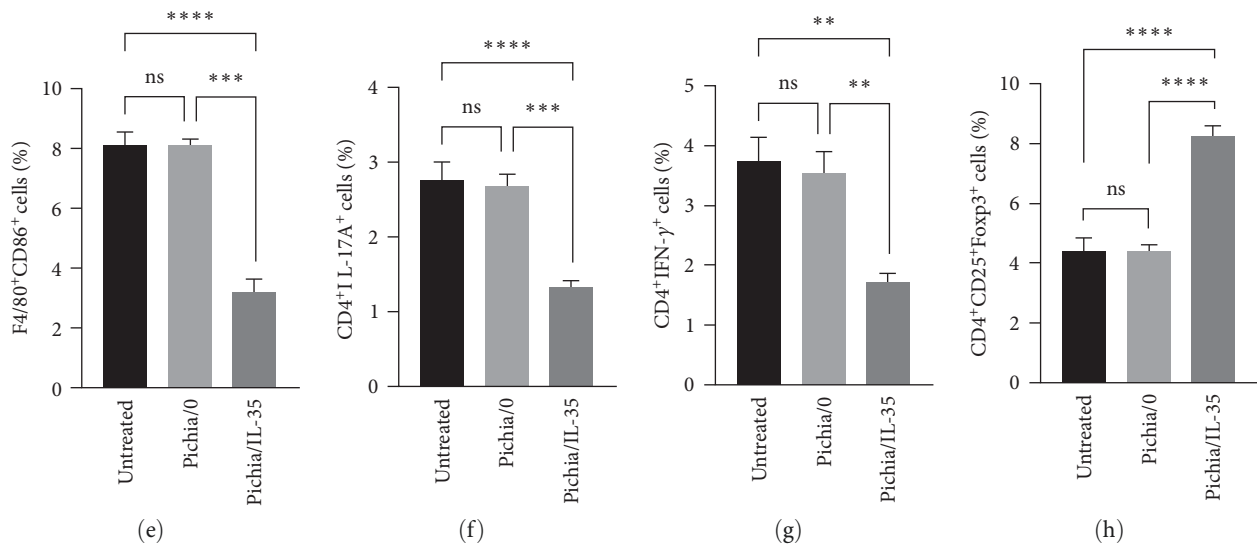 ****
ns
***
F4/80⁺CD86⁺ cells (%)
10
8
6
4
2
0
Untreated
Pichia/0
Pichia/IL-35
(e)
****
ns
***
CD4⁺I L-17A⁺ cells (%)
4
3
2
1
0
Untreated
Pichia/0
Pichia/IL-35
(f)
**
ns
**
CD4⁺IFN-γ⁺ cells (%)
5
4
3
2
1
0
Untreated
Pichia/0
Pichia/IL-35
(g)
****
****
ns
CD4⁺CD25⁺Foxp3⁺ cells (%)
10
8
6
4
2
0
Untreated
Pichia/0
Pichia/IL-35
(h)